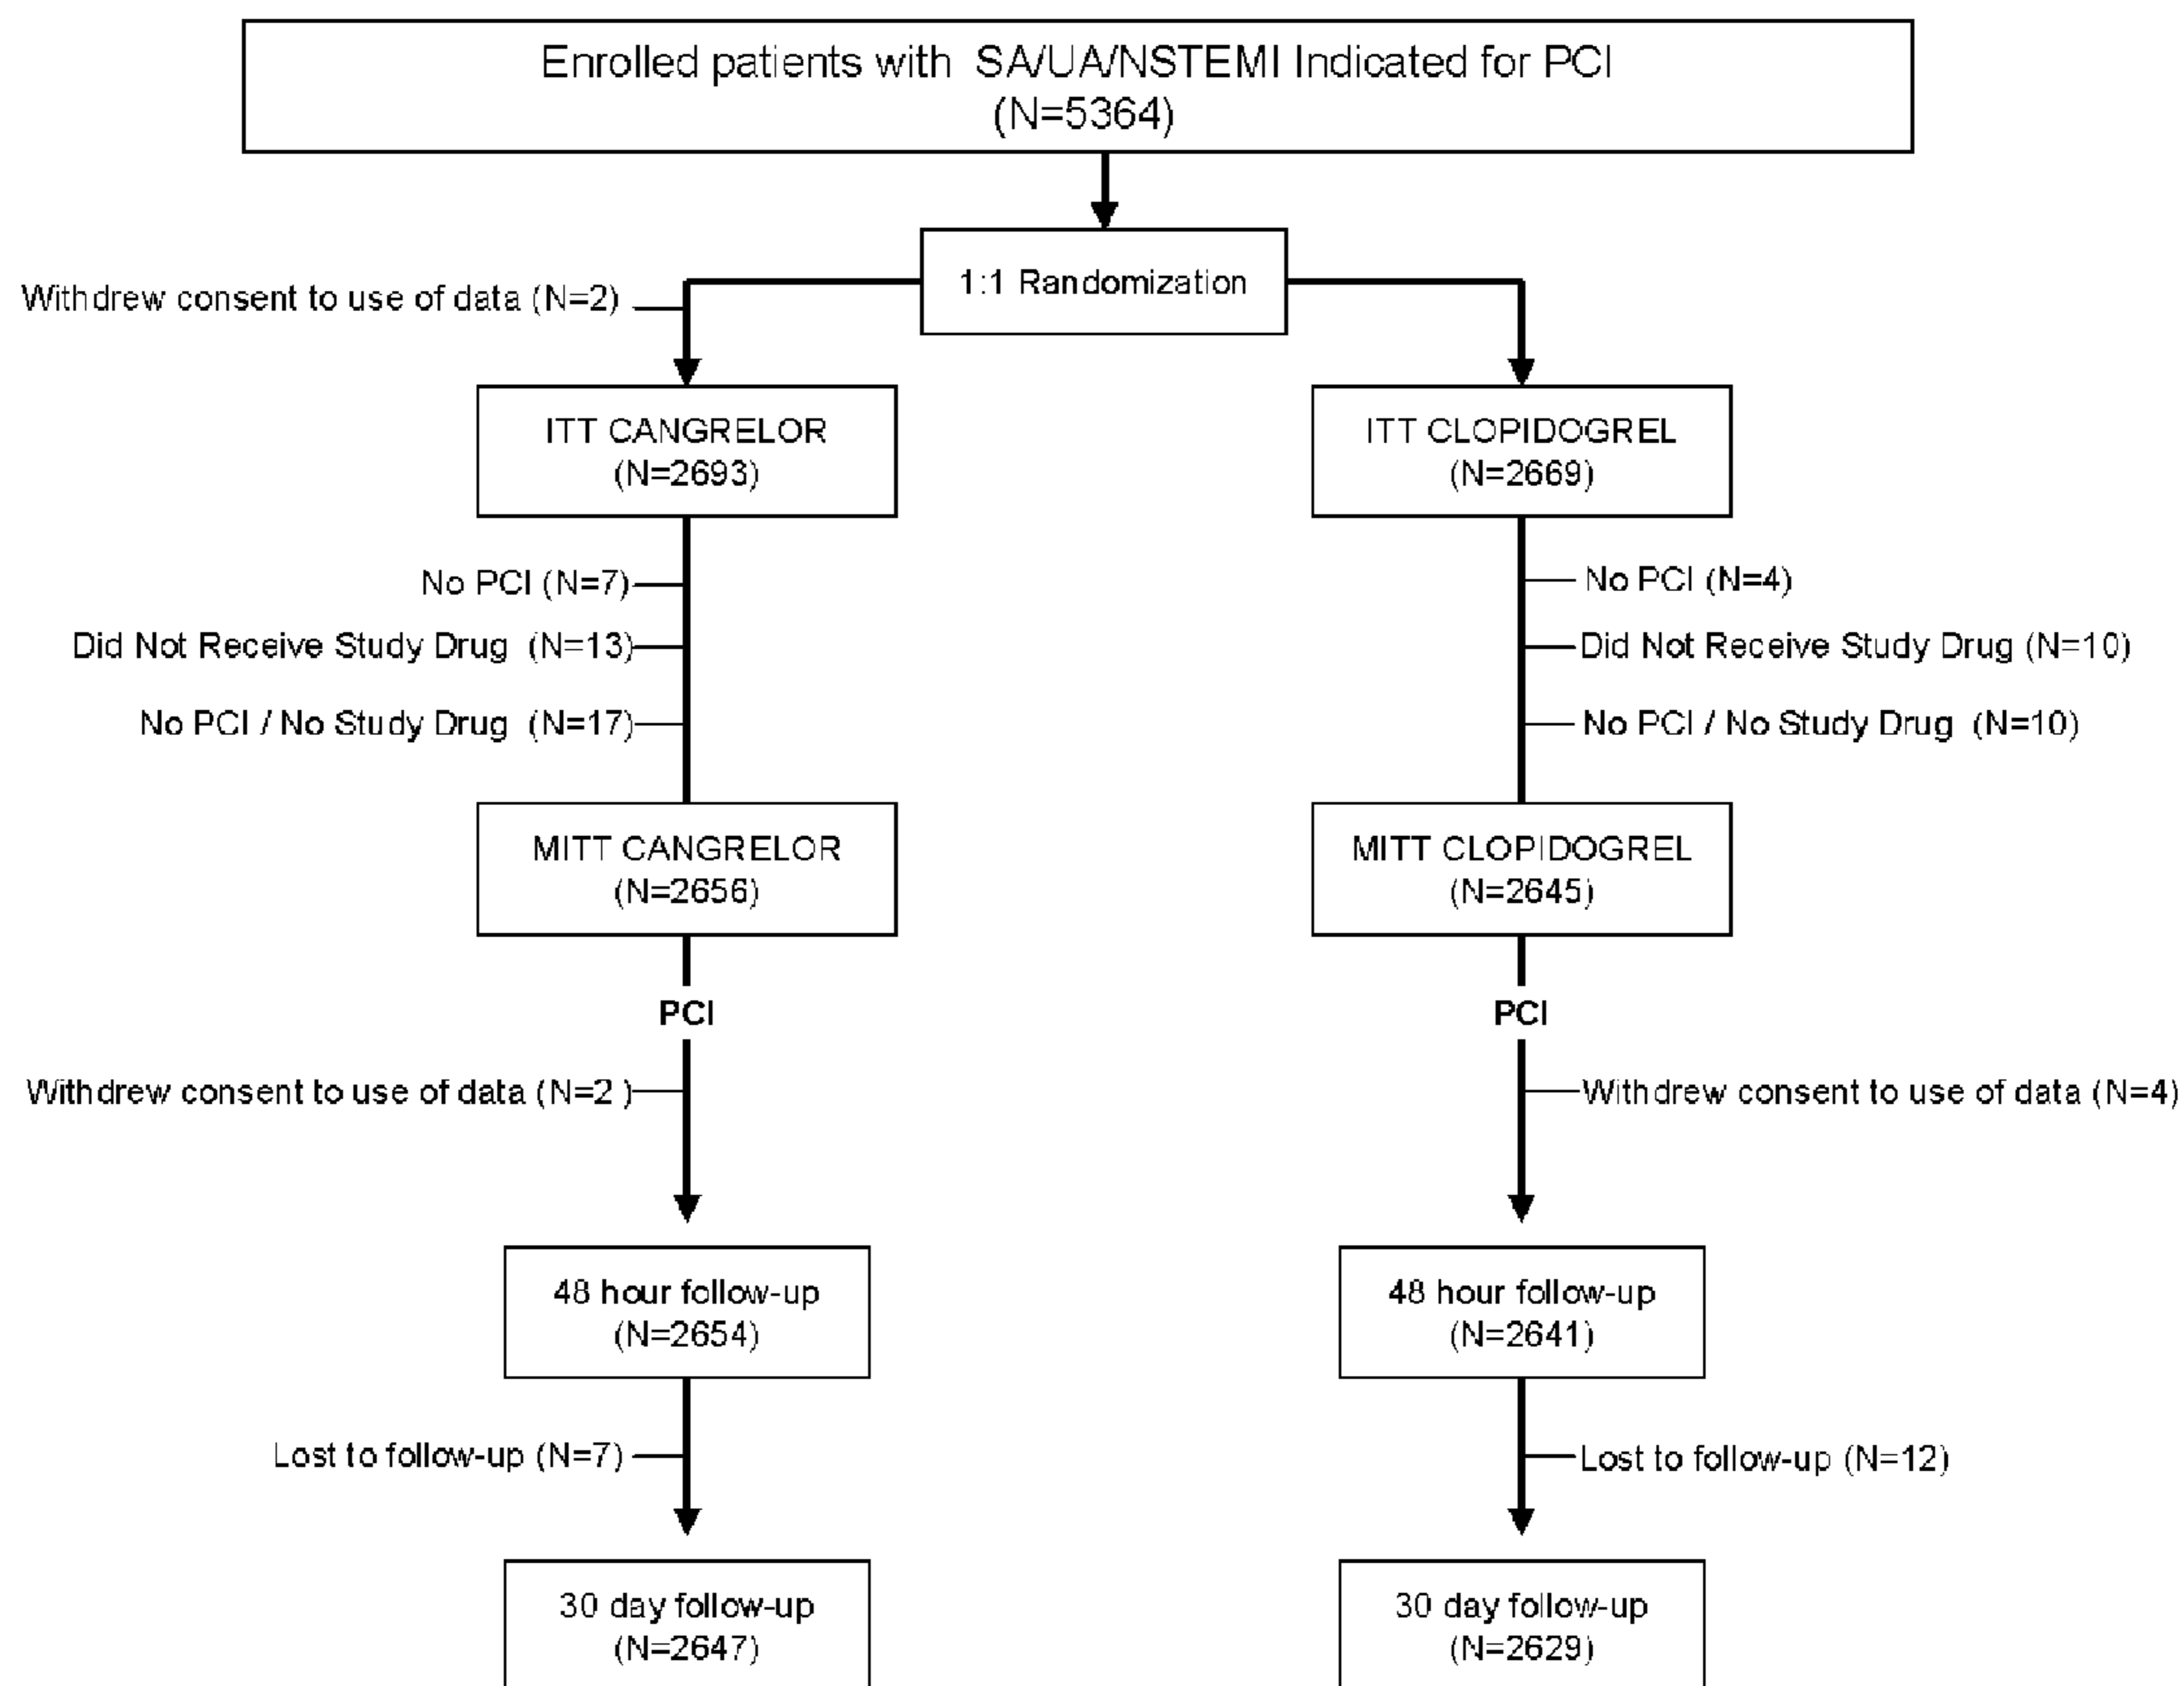 Enrolled patients with SA/UA/NSTEMI Indicated for PCI
(N=5364)
1:1 Randomization
Withdrew consent to use of data (N=2)
ITT CANGRELOR
(N=2693)
ITT CLOPIDOGREL
(N=2669)
No PCI (N=7)
No PCI (N=4)
Did Not Receive Study Drug (N=13)
Did Not Receive Study Drug (N=10)
No PCI / No Study Drug (N=17)
No PCI / No Study Drug (N=10)
MITT CANGRELOR
(N=2656)
MITT CLOPIDOGREL
(N=2645)
PCI
PCI
Withdrew consent to use of data (N=2 )
Withdrew consent to use of data (N=4)
48 hour follow-up
(N=2654)
48 hour follow-up
(N=2641)
Lost to follow-up (N=7)
Lost to follow-up (N=12)
30 day follow-up
(N=2647)
30 day follow-up
(N=2629)